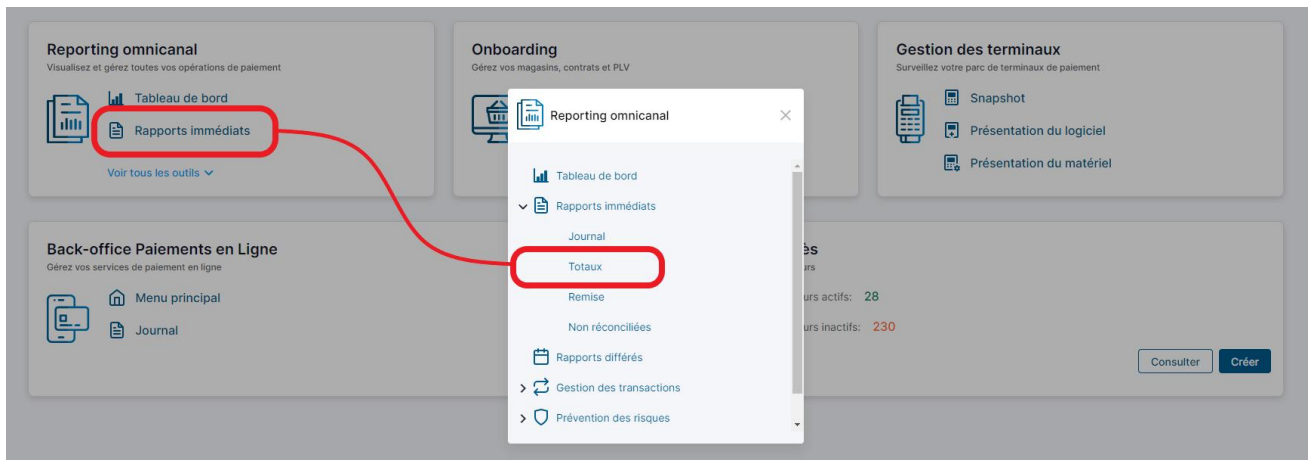 Reporting omnicanal
Visualisez et gérez toutes vos opérations de paiement
Tableau de bord
Rapports immédiats
Voir tous les outils
Onboarding
Gérez vos magasins, contrats et PLV
Gestion des terminaux
Surveillez votre parc de terminaux de paiement
Snapshot
Présentation du logiciel
Présentation du matériel
Reporting omnicanal
Tableau de bord
Rapports immédiats
Journal
Totaux
Remise
Non réconciliées
Rapports différés
Gestion des transactions
Prévention des risques
Back-office Paiements en Ligne
Gérez vos services de paiement en ligne
Menu principal
Journal
ès
urs
urs actifs: 28
urs inactifs: 230
Consulter
Créer